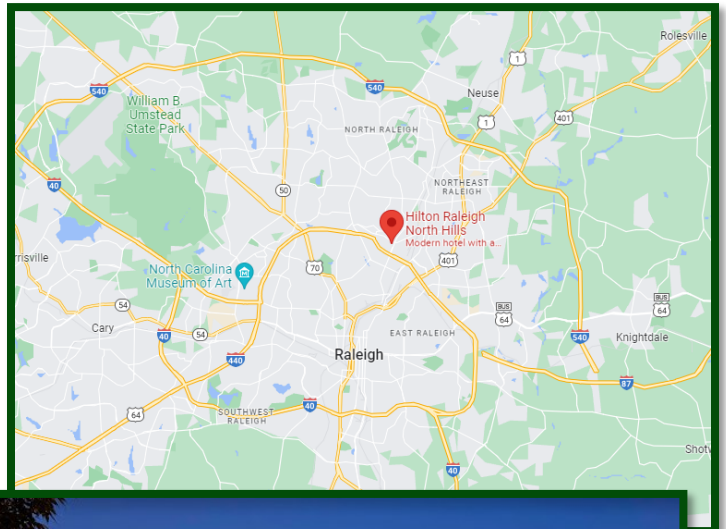 Rolesville
1
540
540
Neuse
William B.
Umstead
State Park
1
401
NORTH RALEIGH
40
50
NORTHEAST
RALEIGH
Hilton Raleigh
North Hills
Modern hotel with a...
rrisville
North Carolina
Museum of Art
70
401
54
BUS
64
BUS
64
Cary
40
54
EAST RALEIGH
540
Knightdale
Raleigh
440
87
64
SOUTHWEST
RALEIGH
40
Shotw
40